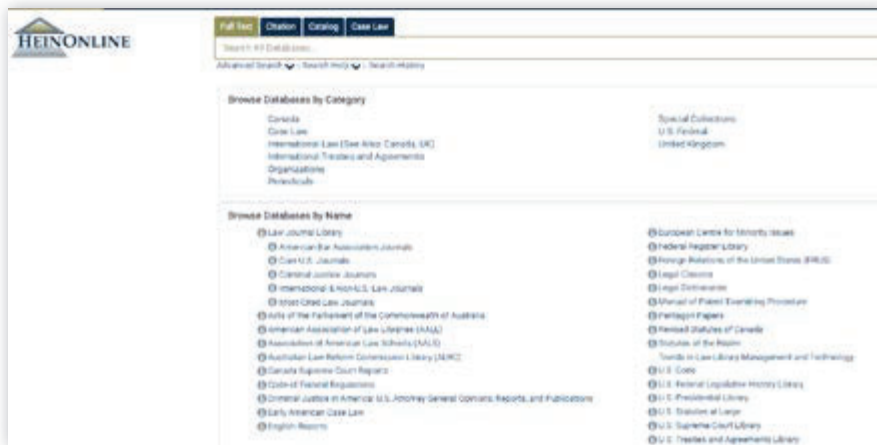 HEINONLINE
Full Text
Citation
Catalog
Case Law
Search All Databases...
Advanced Search | Search Help | Search History
Browse Databases by Category
Canada
Case Law
International Law (See Also: Canada, UK)
International Treaties and Agreements
Organizations
Periodicals
Special Collections
U.S. Federal
United Kingdom
Browse Databases by Name
Law Journal Library
American Bar Association Journals
Core U.S. Journals
Criminal Justice Journals
International & Non-U.S. Law Journals
Most-Cited Law Journals
Acts of the Parliament of the Commonwealth of Australia
American Association of Law Libraries (AALL)
Association of American Law Schools (AALS)
Australian Law Reform Commission Library (ALRC)
Canada Supreme Court Reports
Code of Federal Regulations
Criminal Justice in America: U.S. Attorney General Opinions, Reports, and Publications
Early American Case Law
English Reports
European Centre for Minority Issues
Federal Register Library
Foreign Relations of the United States (FRUS)
Legal Classics
Legal Dictionaries
Manual of Patent Examining Procedure
Pentagon Papers
Revised Statutes of Canada
Statutes of the Realm
Trends in Law Library Management and Technology
U.S. Code
U.S. Federal Legislative History Library
U.S. Presidential Library
U.S. Statutes at Large
U.S. Supreme Court Library
U.S. Treaties and Agreements Library